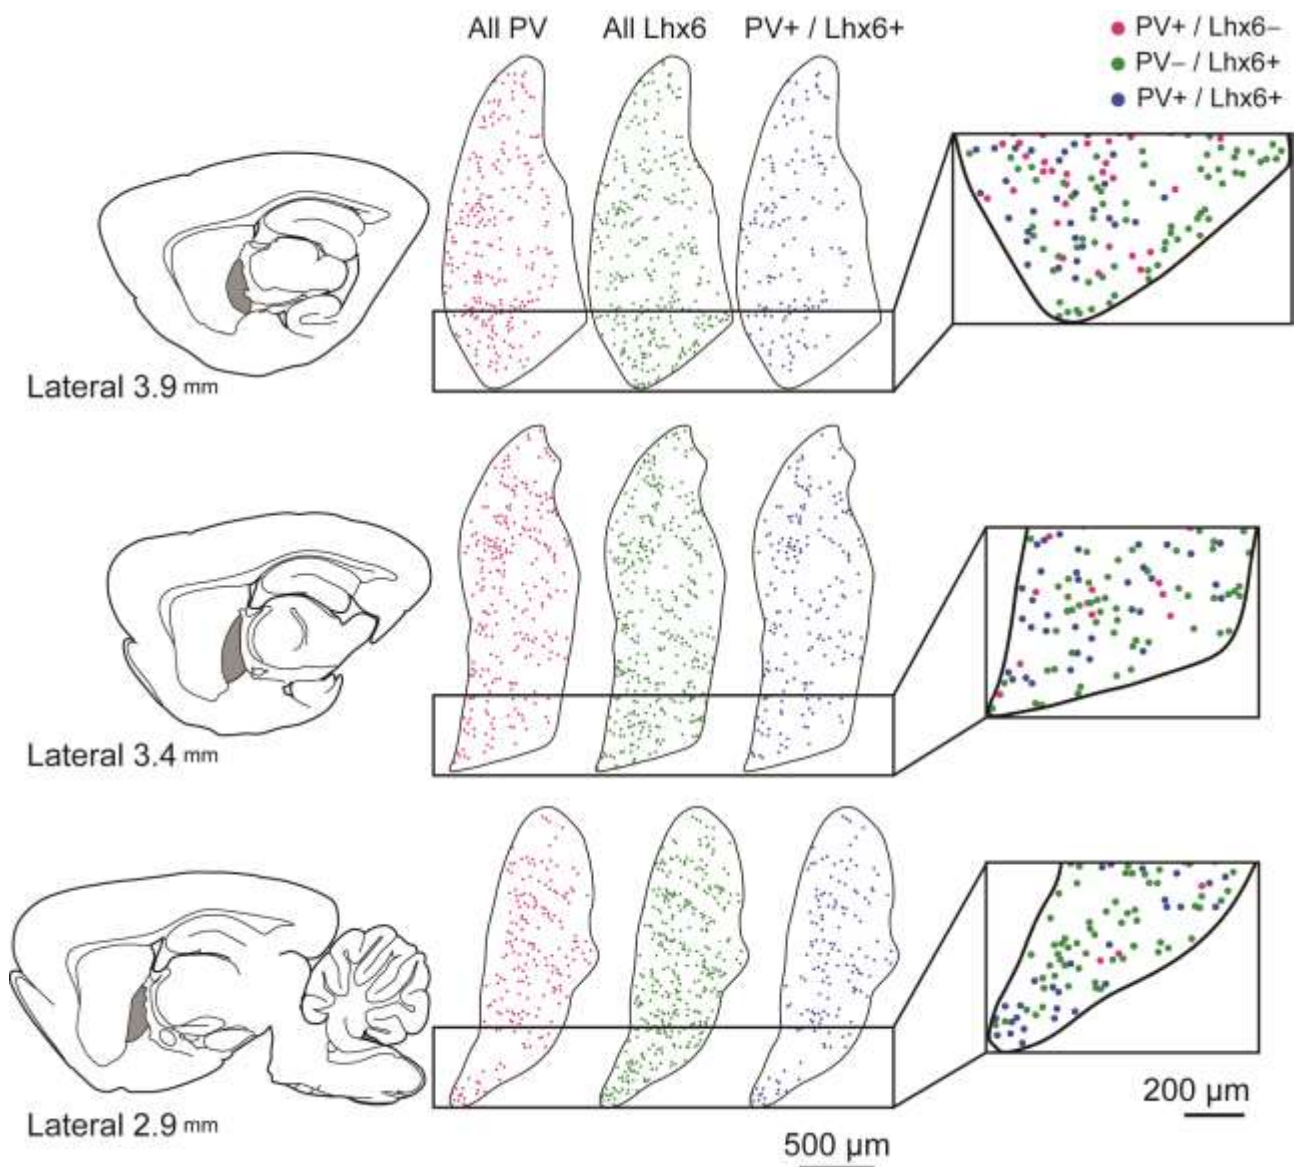 All PV
All Lhx6
PV+ / Lhx6+
PV+ / Lhx6–
PV– / Lhx6+
PV+ / Lhx6+
Lateral 3.9 mm
Lateral 3.4 mm
Lateral 2.9 mm
200 µm
500 µm